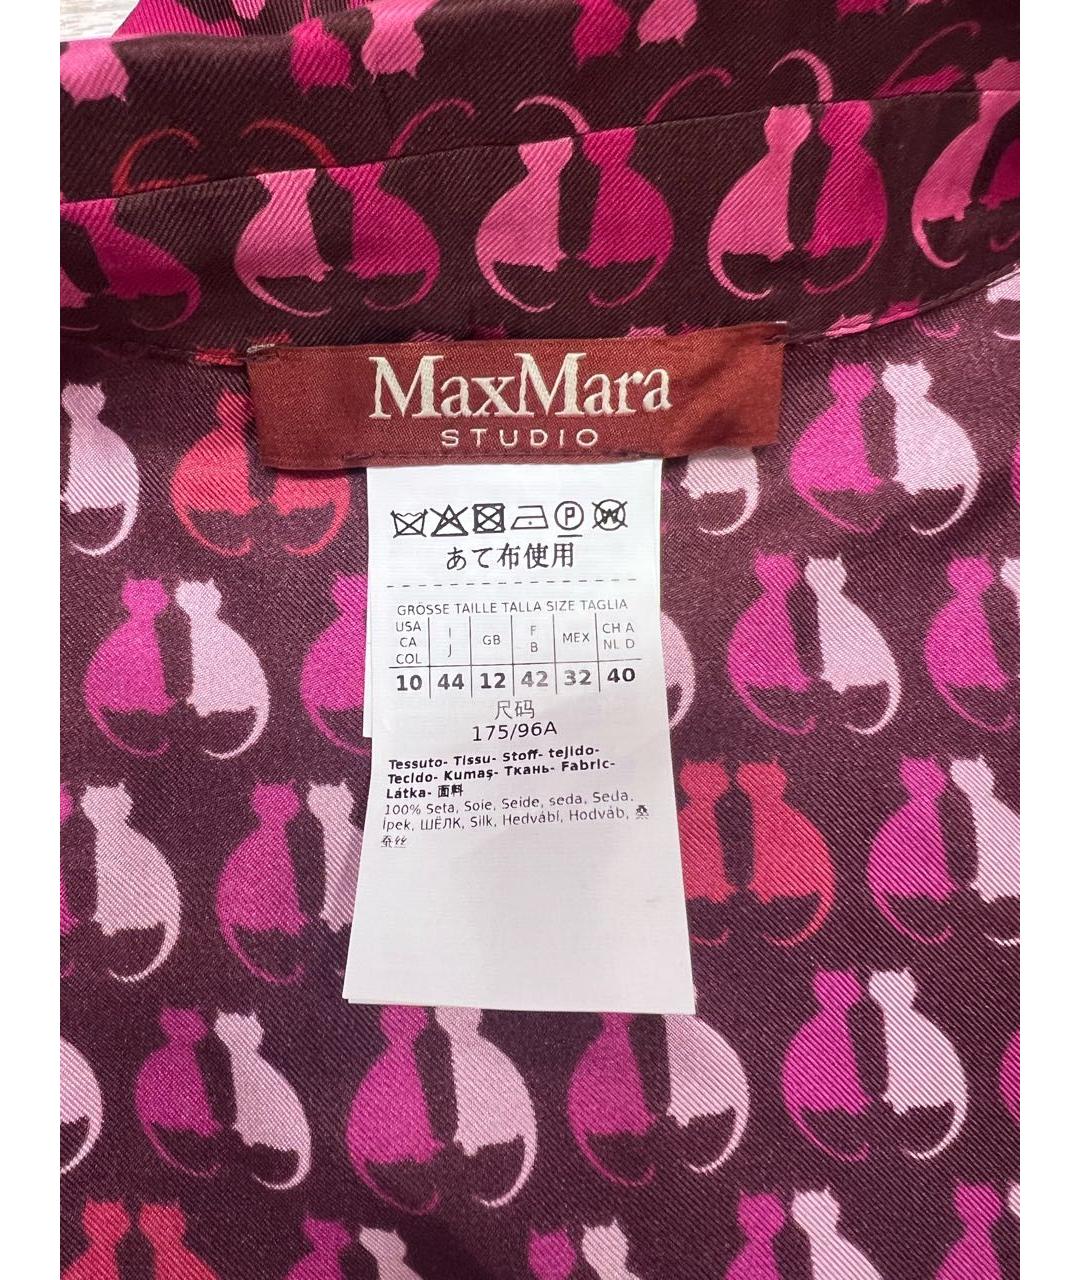 MaxMara
STUDIO
P W
あて布使用
GRÖSSE TAILLE TALLA SIZE TAGLIA
USA CA COL I J GB F B MEX CH A NL D
10 44 12 42 32 40
尺码
175/96A
Tessuto- Tissu- Stoff- tejido-
Tecido- Kumaş- Ткань- Fabric-
Látka- 面料
100% Seta, Soie, Seide, seda, Seda,
İpek, ШЁЛК, Silk, Hedvábí, Hodváb, 桑
蚕丝